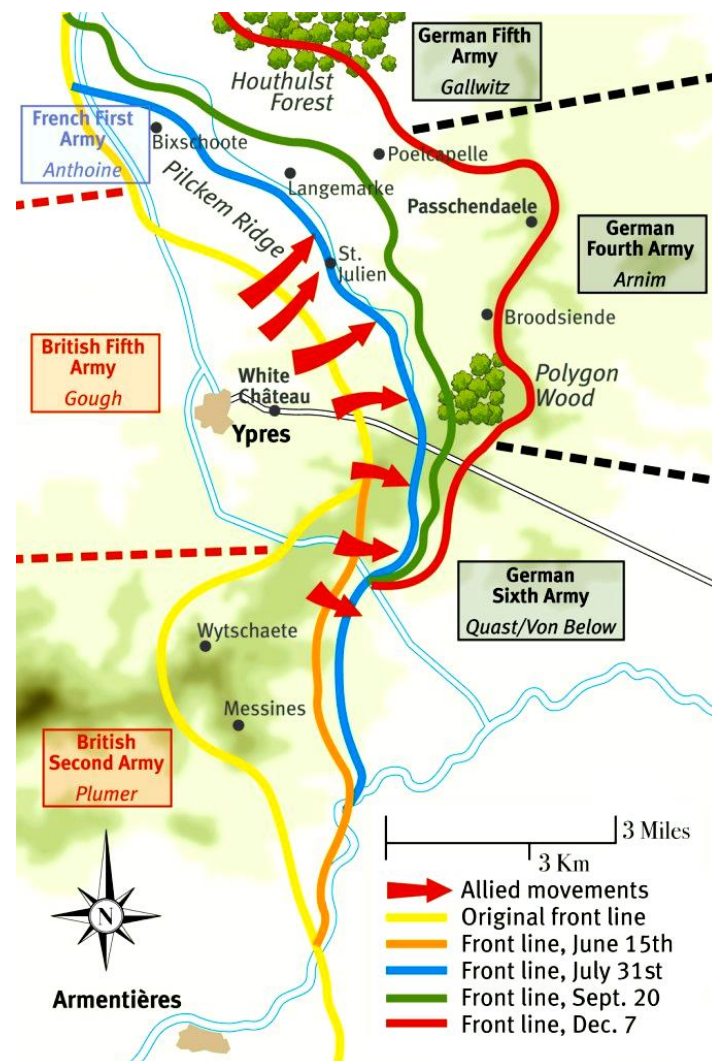 German Fifth
Army
Gallwitz
Houthulst
Forest
French First
Army
Anthoine
Bixschoote
Poelcapelle
Langemarke
Pilckem Ridge
Passchendaele
German
Fourth Army
Arnim
St.
Julien
Broodsiende
British Fifth
Army
Gough
White
Château
Polygon
Wood
Ypres
German
Sixth Army
Quast/Von Below
Wytschaete
Messines
British
Second Army
Plumer
3 Miles
3 Km
N
Allied movements
Original front line
Front line, June 15th
Front line, July 31st
Front line, Sept. 20
Front line, Dec. 7
Armentières